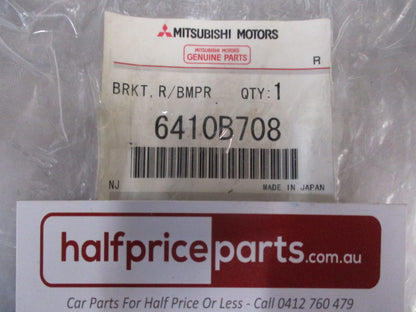 MITSUBISHI MOTORS
MITSUBISHI MOTORS
GENUINE PARTS
R
BRKT, R/BMPR QTY:1
6410B708
NJ MADE IN JAPAN
halfpriceparts.com.au
Car Parts For Half Price Or Less - Call 0412 760 479